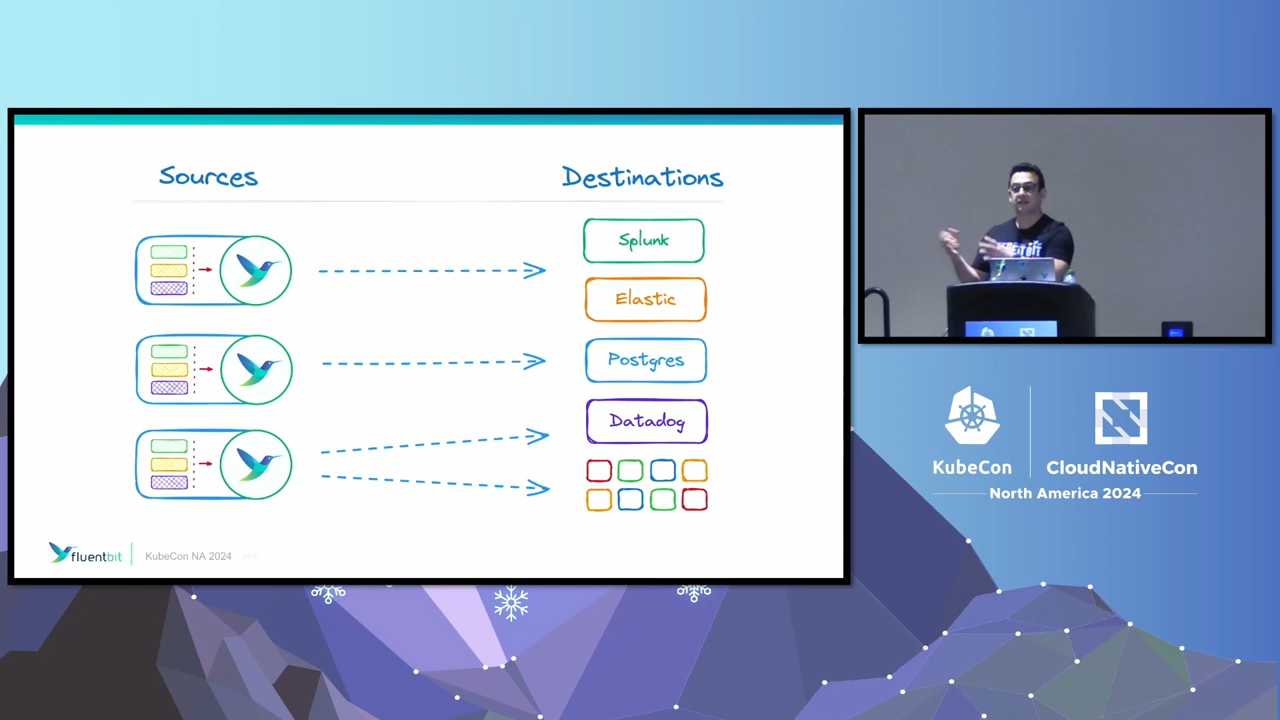 Sources
Destinations
Splunk
Elastic
Postgres
Datadog
fluentbit
KubeCon NA 2024
KubeCon
CloudNativeCon
North America 2024